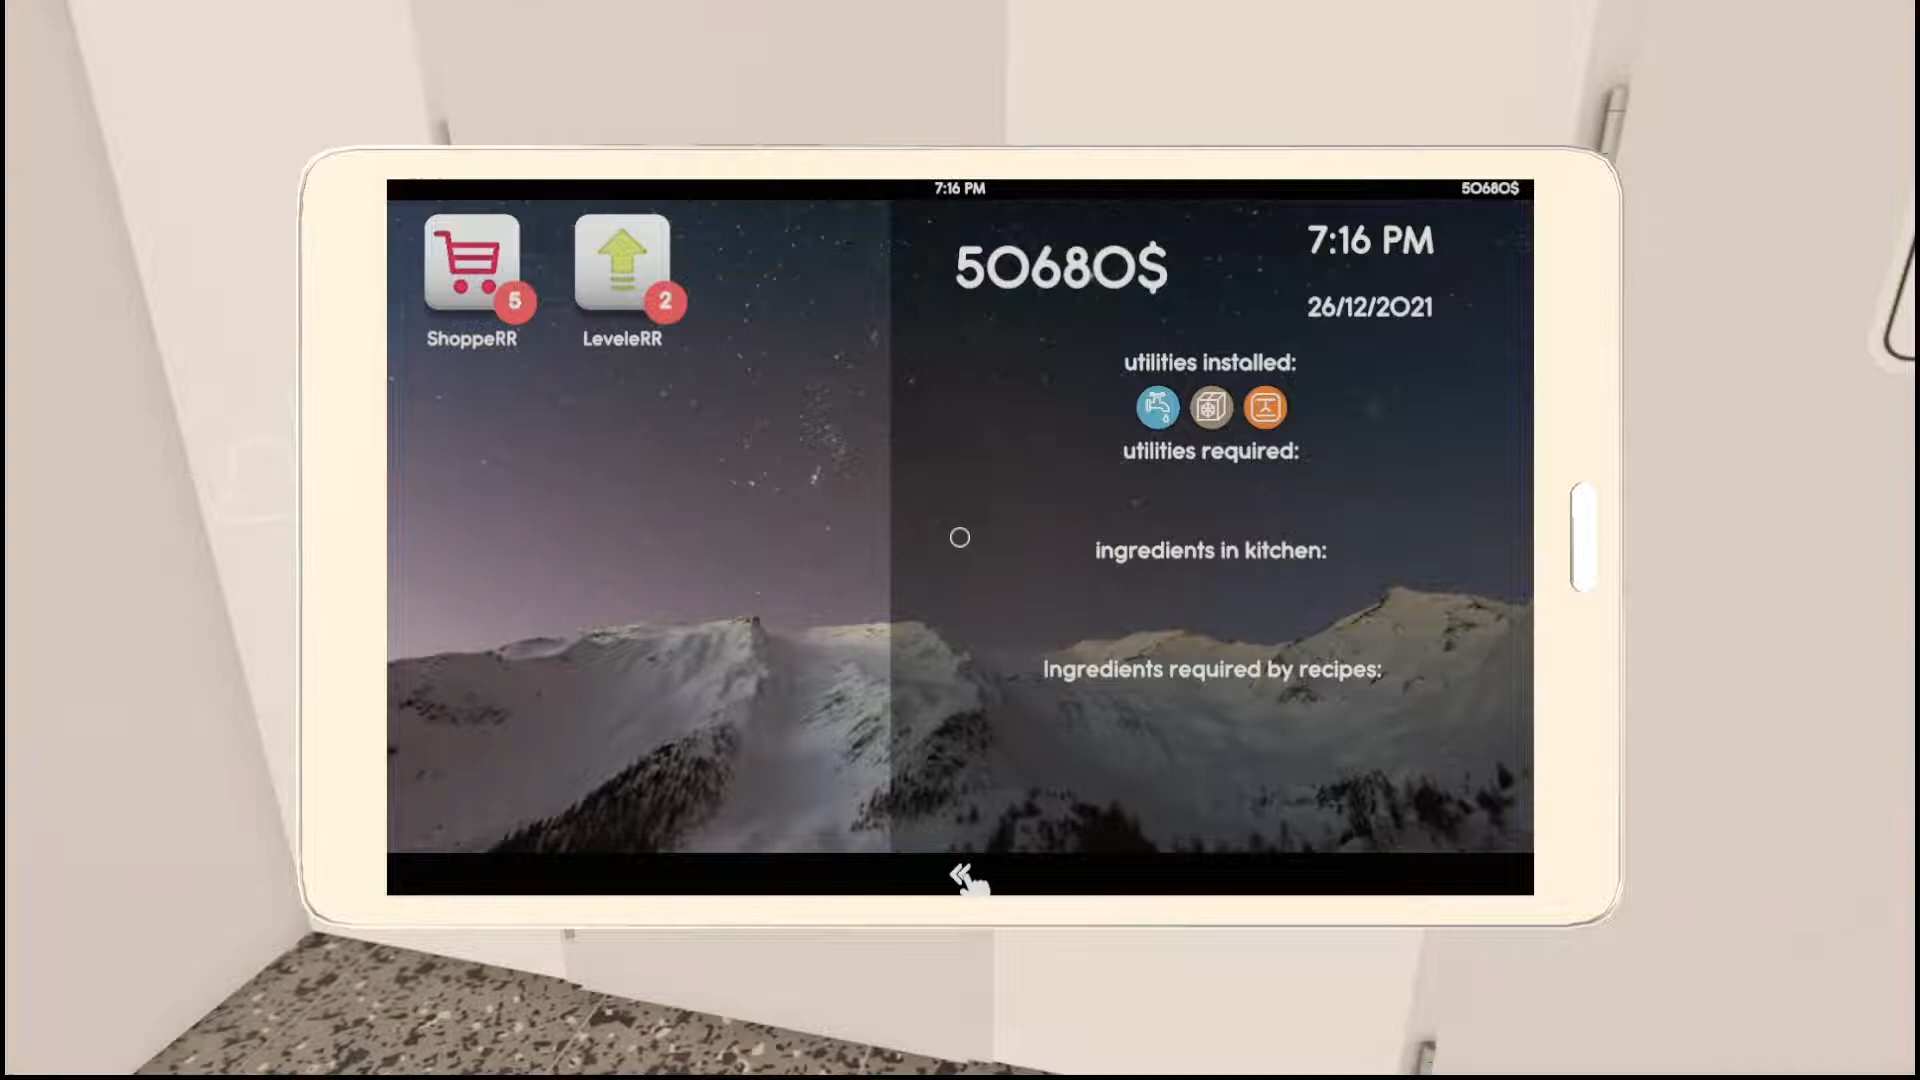 7:16 PM
50680$
5
2
ShoppeRR
LeveleRR
50680$
7:16 PM
26/12/2021
utilities installed:
utilities required:
ingredients in kitchen:
Ingredients required by recipes: